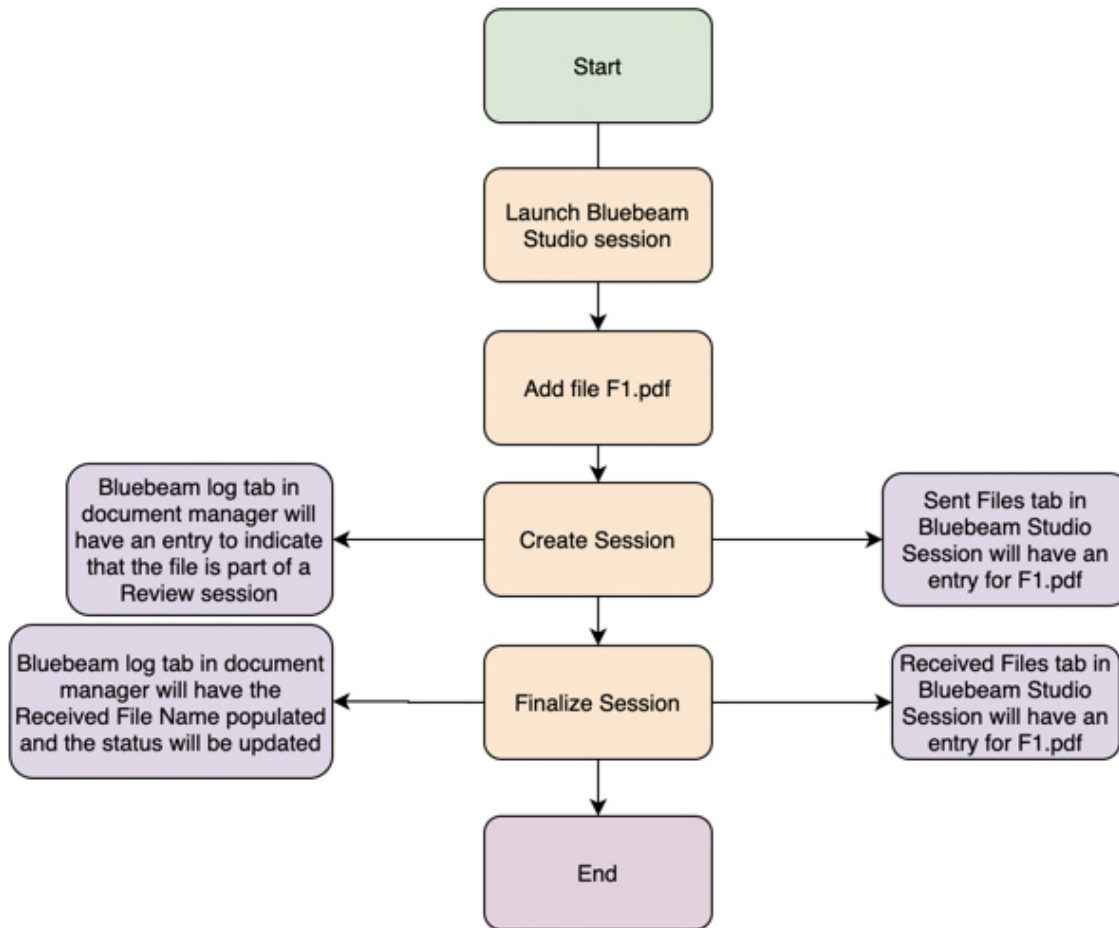 Start
Launch Bluebeam
Studio session
Add file F1.pdf
Bluebeam log tab in
document manager will
have an entry to indicate
that the file is part of a
Review session
Create Session
Sent Files tab in
Bluebeam Studio
Session will have an
entry for F1.pdf
Bluebeam log tab in document
manager will have the
Received File Name populated
and the status will be updated
Finalize Session
Received Files tab in
Bluebeam Studio
Session will have an
entry for F1.pdf
End